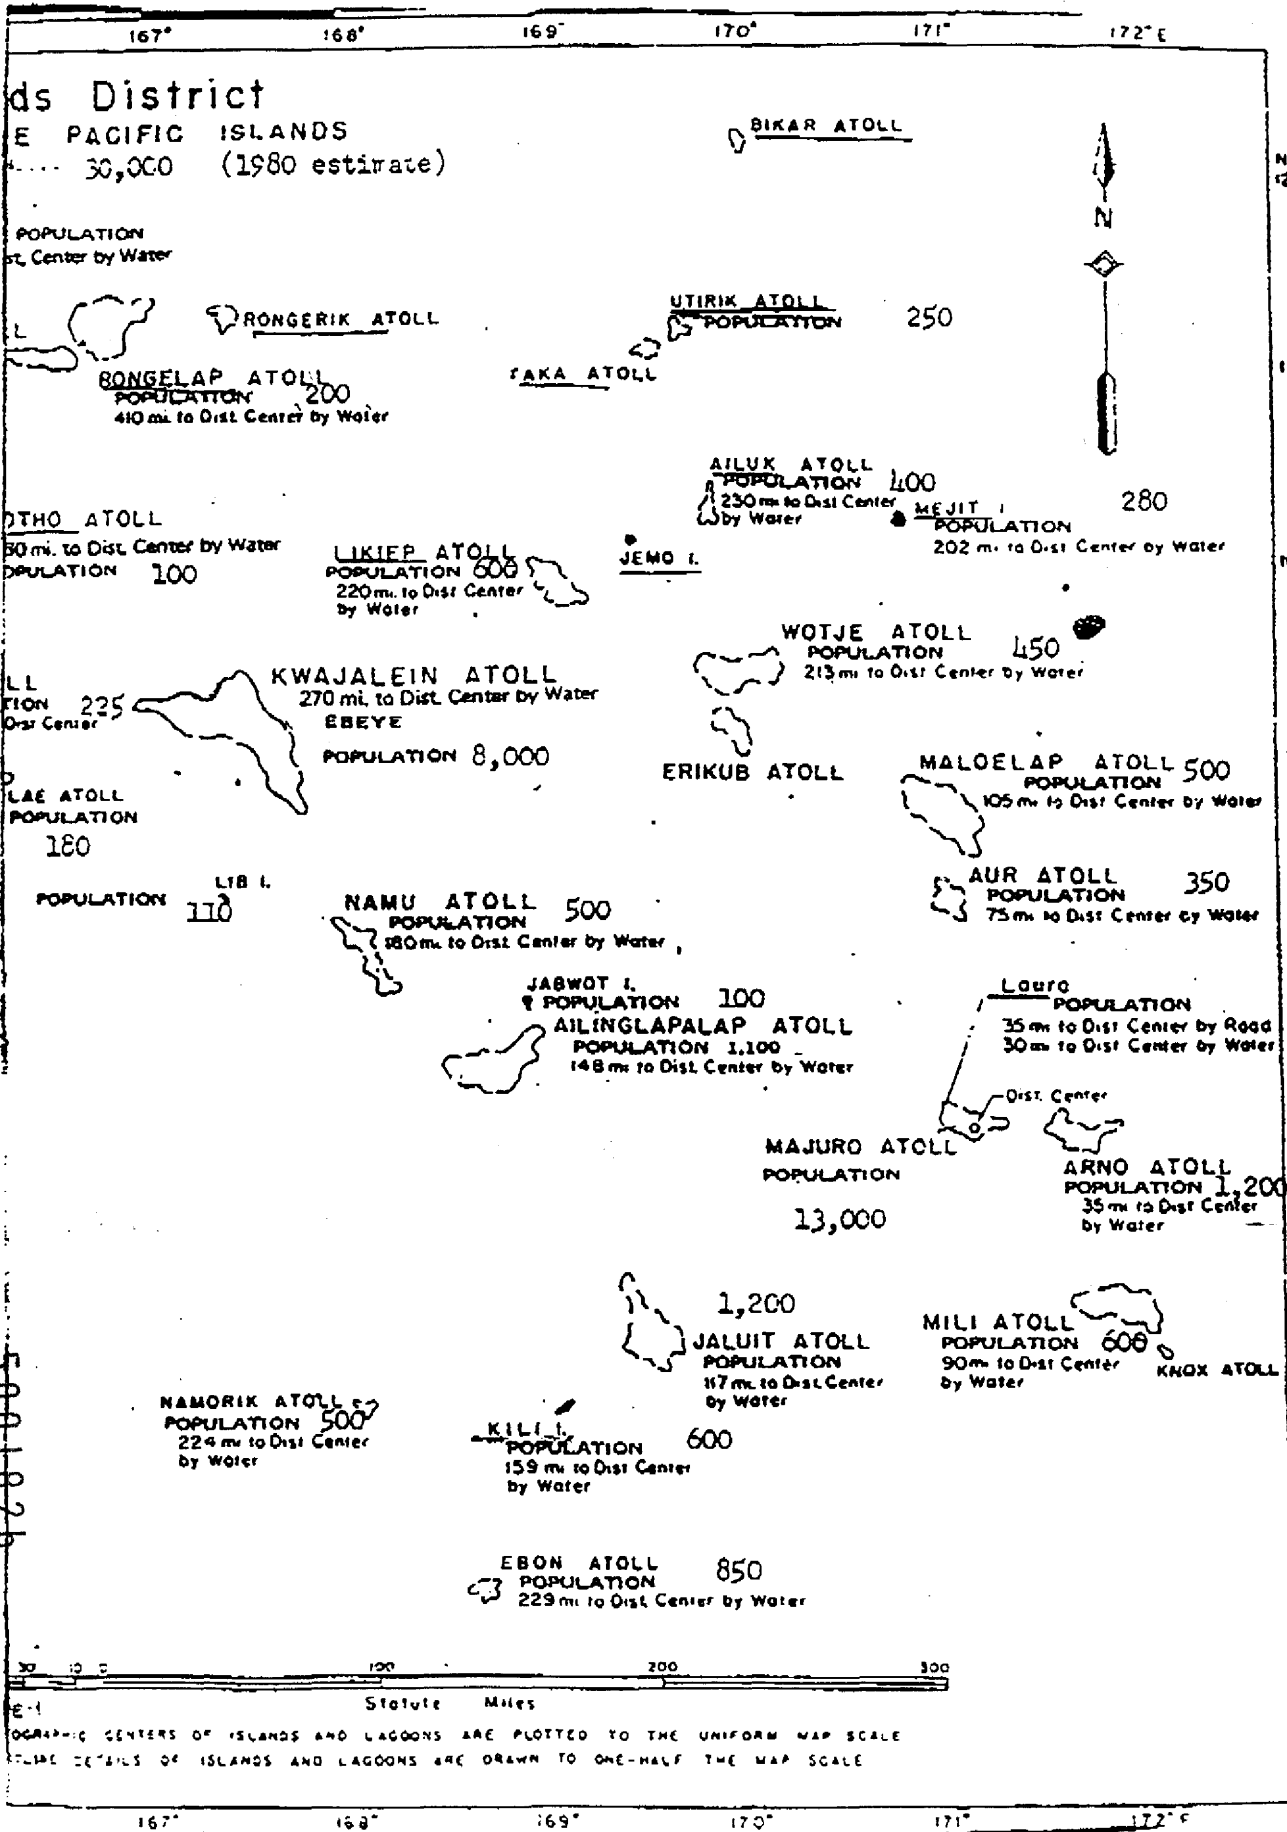 167° 168° 169° 170° 171° 172° E
ds District
E PACIFIC ISLANDS
30,000 (1980 estimate)
BIKAR ATOLL
N
POPULATION
st. Center by Water
RONGERIK ATOLL
UTIRIK ATOLL
POPULATION 250
TAKA ATOLL
RONGELAP ATOLL
POPULATION 200
410 mi. to Dist. Center by Water
AILUK ATOLL
POPULATION 400
230 mi. to Dist Center
by Water
MEJIT I.
280
POPULATION
202 mi to Dist Center by Water
OTHO ATOLL
50 mi. to Dist. Center by Water
OPULATION 100
LIKIEP ATOLL
POPULATION 600
220 mi. to Dist Center
by Water
JEMO I.
WOTJE ATOLL
POPULATION 450
213 mi to Dist Center by Water
LL
TION 225
Dist Center
KWAJALEIN ATOLL
270 mi. to Dist. Center by Water
EBEYE
POPULATION 8,000
ERIKUB ATOLL
MALOELAP ATOLL 500
POPULATION
105 mi to Dist Center by Water
LAE ATOLL
POPULATION
180
LIB I.
POPULATION 110
NAMU ATOLL 500
POPULATION
180 mi. to Dist. Center by Water
AUR ATOLL 350
POPULATION
75 mi to Dist Center by Water
JABWOT I.
POPULATION 100
AILINGLAPALAP ATOLL
POPULATION 1,100
148 mi to Dist. Center by Water
Laura
POPULATION
35 mi to Dist Center by Road
30 mi to Dist Center by Water
Dist. Center
MAJURO ATOLL
POPULATION
13,000
ARNO ATOLL
POPULATION 1,200
35 mi to Dist Center
by Water
1,200
JALUIT ATOLL
POPULATION
117 mi. to Dist. Center
by Water
MILI ATOLL
POPULATION 600
90 mi to Dist Center
by Water
KNOX ATOLL
NAMORIK ATOLL
POPULATION 500
224 mi to Dist Center
by Water
KILI I.
POPULATION 600
159 mi to Dist Center
by Water
EBON ATOLL 850
POPULATION
229 mi to Dist. Center by Water
30 10 0 100 200 300
Statute Miles
OGRAPHIC CENTERS OF ISLANDS AND LAGOONS ARE PLOTTED TO THE UNIFORM MAP SCALE
DETAILS OF ISLANDS AND LAGOONS ARE DRAWN TO ONE-HALF THE MAP SCALE
167° 168° 169° 170° 171° 172° E